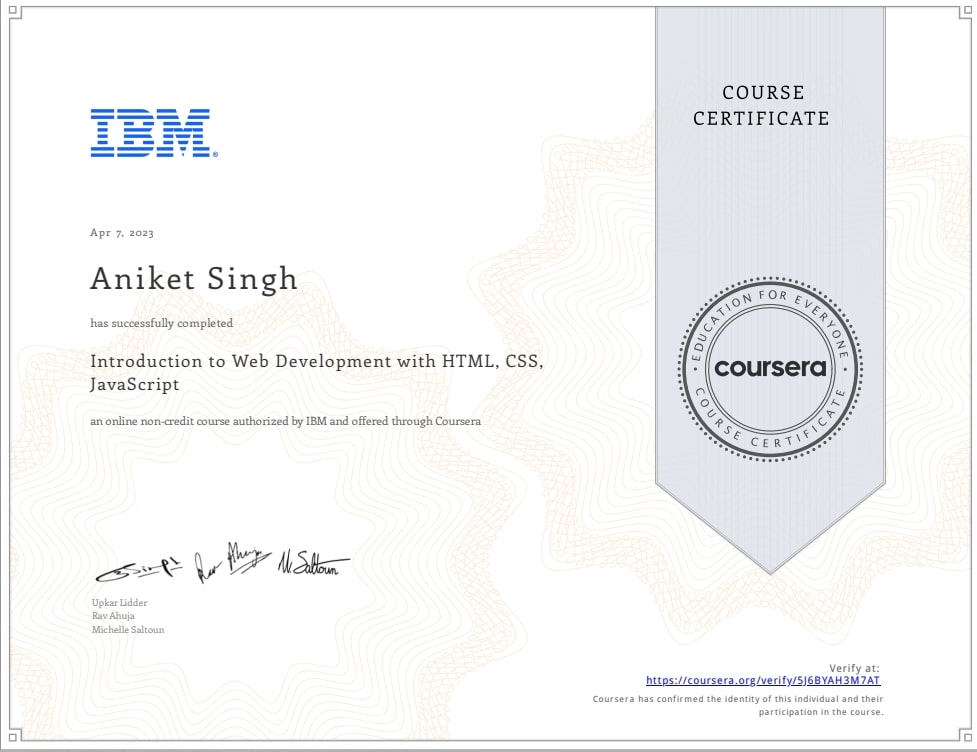 COURSE
CERTIFICATE
IBM®
Apr 7, 2023
Aniket Singh
has successfully completed
Introduction to Web Development with HTML, CSS,
JavaScript
an online non-credit course authorized by IBM and offered through Coursera
EDUCATION FOR EVERYONE
coursera
COURSE CERTIFICATE
Rav Ahuja M. Saltoun
Upkar Lidder
Rav Ahuja
Michelle Saltoun
Verify at:
https://coursera.org/verify/5J6BYAH3M7AT
Coursera has confirmed the identity of this individual and their
participation in the course.